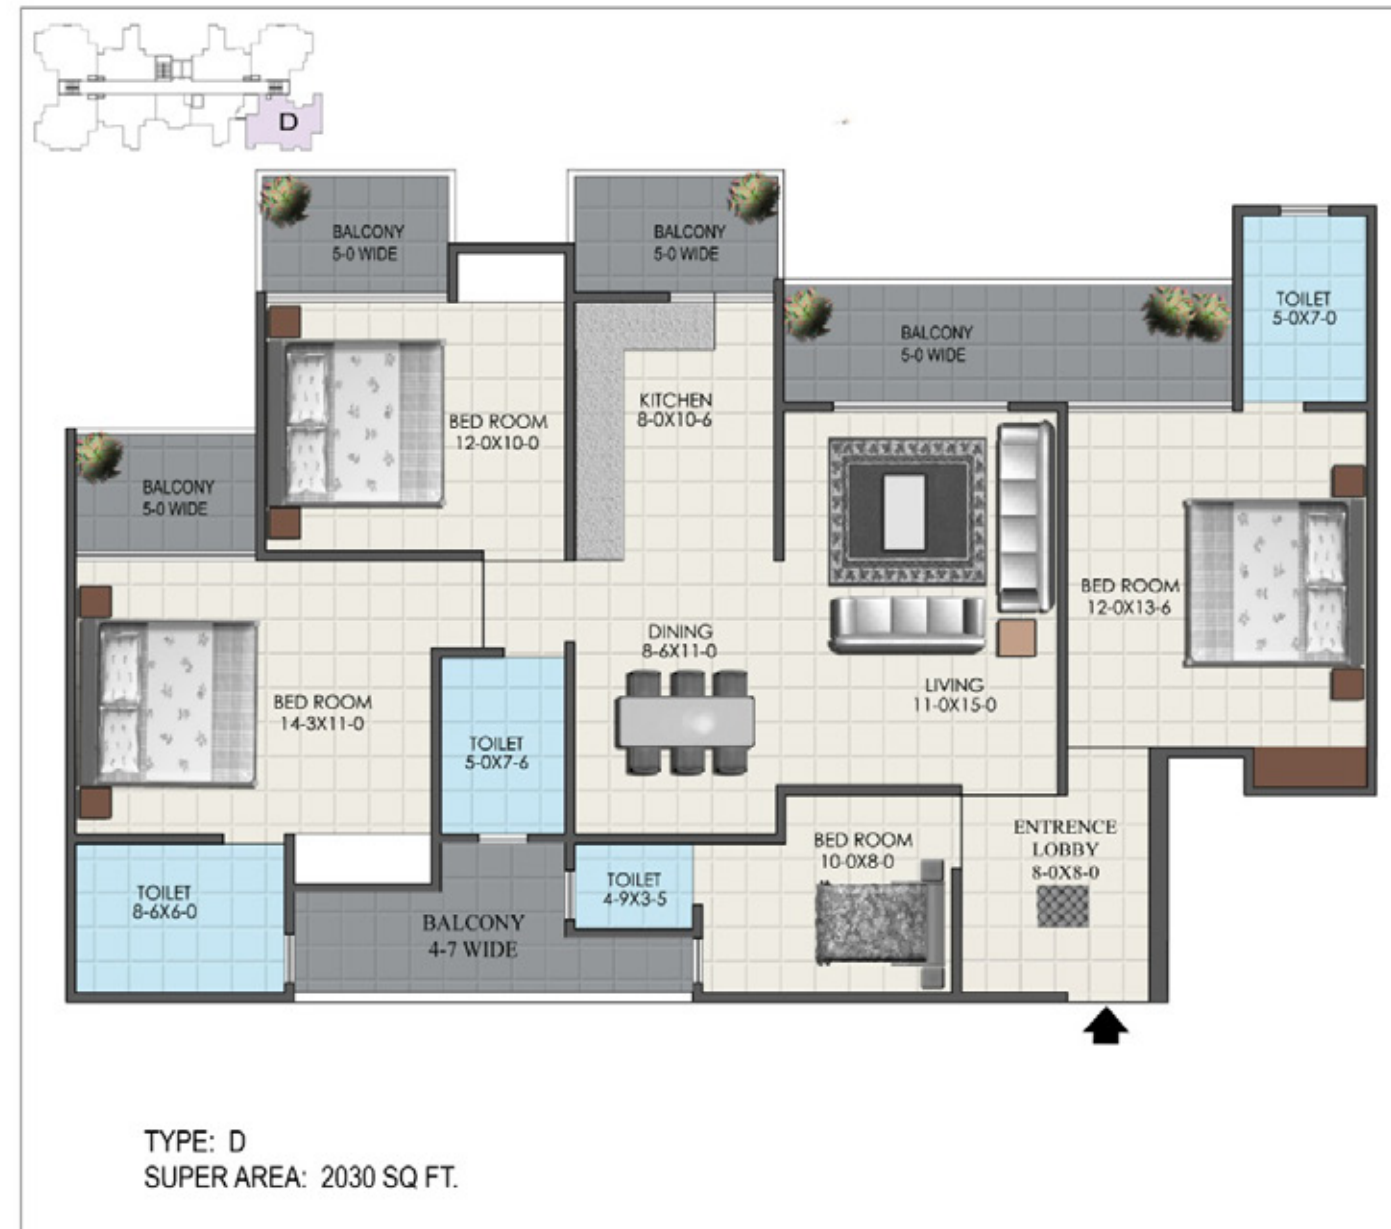 D
BALCONY
5-0 WIDE
BALCONY
5-0 WIDE
TOILET
5-0X7-0
BALCONY
5-0 WIDE
KITCHEN
8-0X10-6
BED ROOM
12-0X10-0
BALCONY
5-0 WIDE
BED ROOM
12-0X13-6
DINING
8-6X11-0
LIVING
11-0X15-0
BED ROOM
14-3X11-0
TOILET
5-0X7-6
ENTRENCE
LOBBY
8-0X8-0
BED ROOM
10-0X8-0
TOILET
4-9X3-5
TOILET
8-6X6-0
BALCONY
4-7 WIDE
TYPE: D
SUPER AREA: 2030 SQ FT.